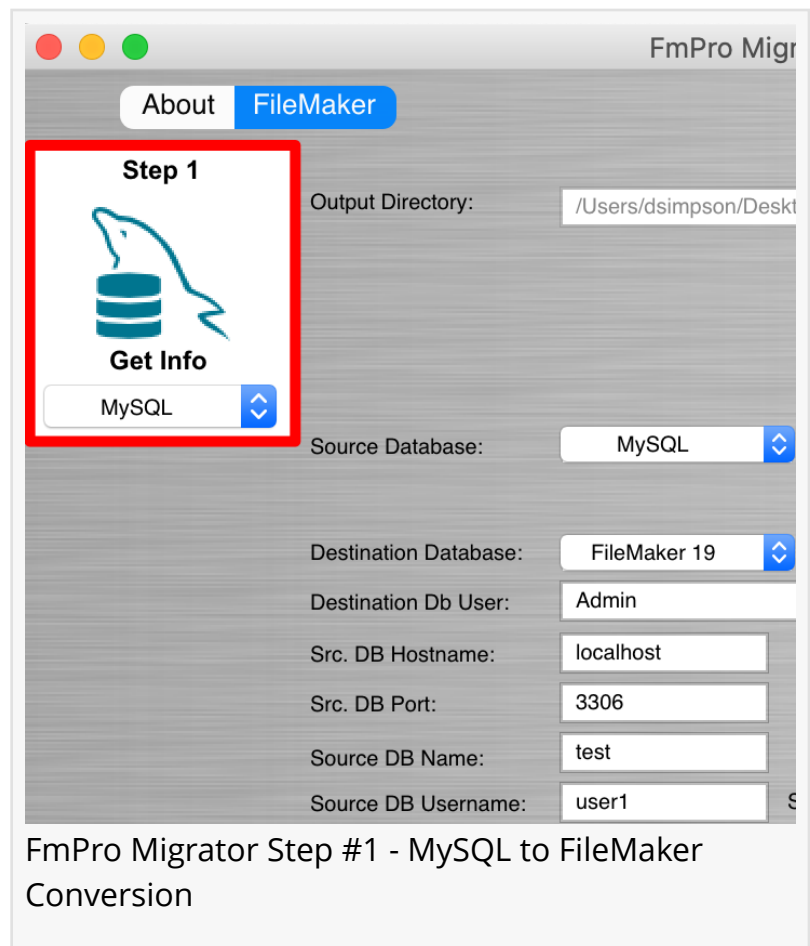 FmPro Migr
About FileMaker
Step 1
Get Info
MySQL
Output Directory: /Users/dsimpson/Deskt
Source Database: MySQL
Destination Database: FileMaker 19
Destination Db User: Admin
Src. DB Hostname: localhost
Src. DB Port: 3306
Source DB Name: test
Source DB Username: user1 S
FmPro Migrator Step #1 - MySQL to FileMaker
Conversion